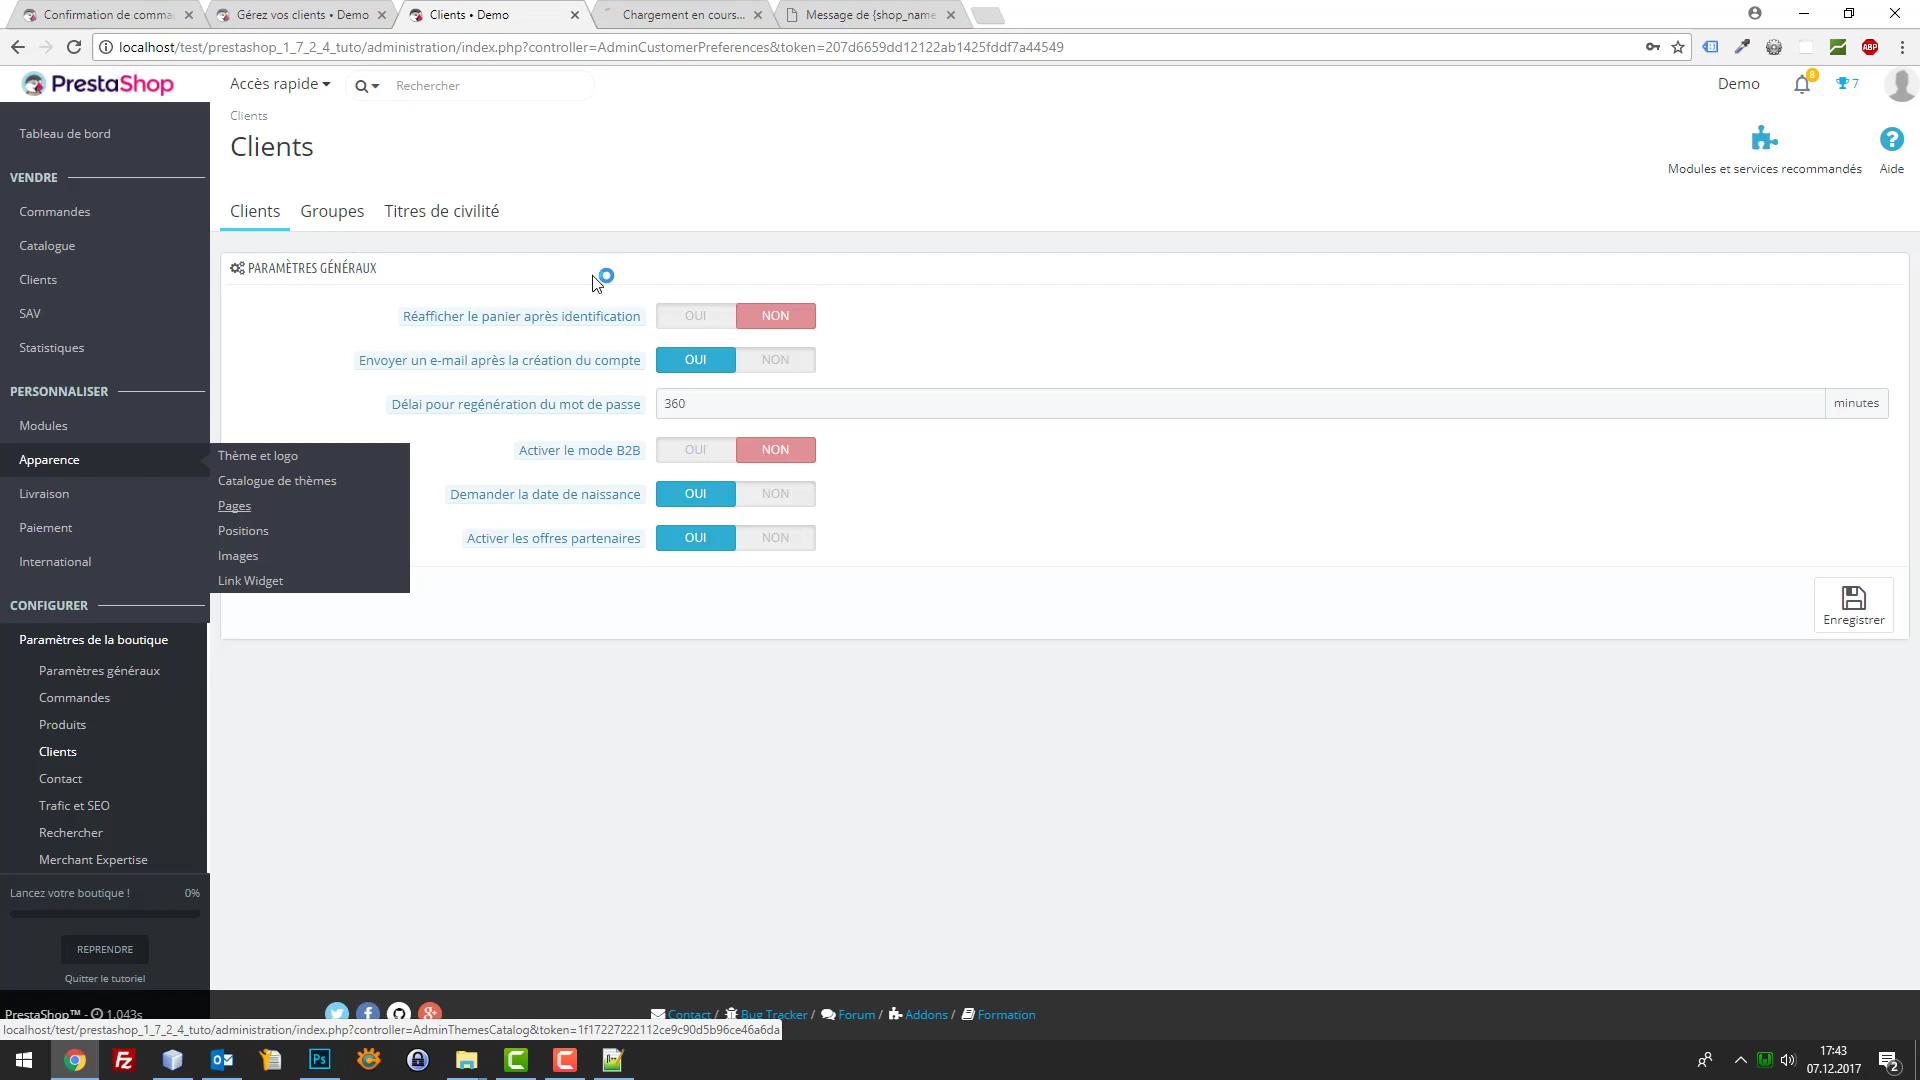 Confirmation de comma
Gérez vos clients • Demo
Clients • Demo
Chargement en cours...
Message de {shop_name
localhost/test/prestashop_1_7_2_4_tuto/administration/index.php?controller=AdminCustomerPreferences&token=207d6659dd12122ab1425fddf7a44549
ABP
PrestaShop
Accès rapide
Rechercher
Demo
8
7
Clients
Clients
Modules et services recommandés
Aide
Clients
Groupes
Titres de civilité
Tableau de bord
VENDRE
Commandes
Catalogue
Clients
SAV
Statistiques
PERSONNALISER
Modules
Apparence
Livraison
Paiement
International
Thème et logo
Catalogue de thèmes
Pages
Positions
Images
Link Widget
CONFIGURER
Paramètres de la boutique
Paramètres généraux
Commandes
Produits
Clients
Contact
Trafic et SEO
Rechercher
Merchant Expertise
Lancez votre boutique ! 0%
REPRENDRE
Quitter le tutoriel
PARAMÈTRES GÉNÉRAUX
Réafficher le panier après identification OUI NON
Envoyer un e-mail après la création du compte OUI NON
Délai pour regénération du mot de passe 360 minutes
Activer le mode B2B OUI NON
Demander la date de naissance OUI NON
Activer les offres partenaires OUI NON
Enregistrer
PrestaShop™ - 1.043s
Contact / Bug Tracker / Forum / Addons / Formation
localhost/test/prestashop_1_7_2_4_tuto/administration/index.php?controller=AdminThemesCatalog&token=1f17227222112ce9c90d5b96ce46a6da
Ps
17:43
07.12.2017
2